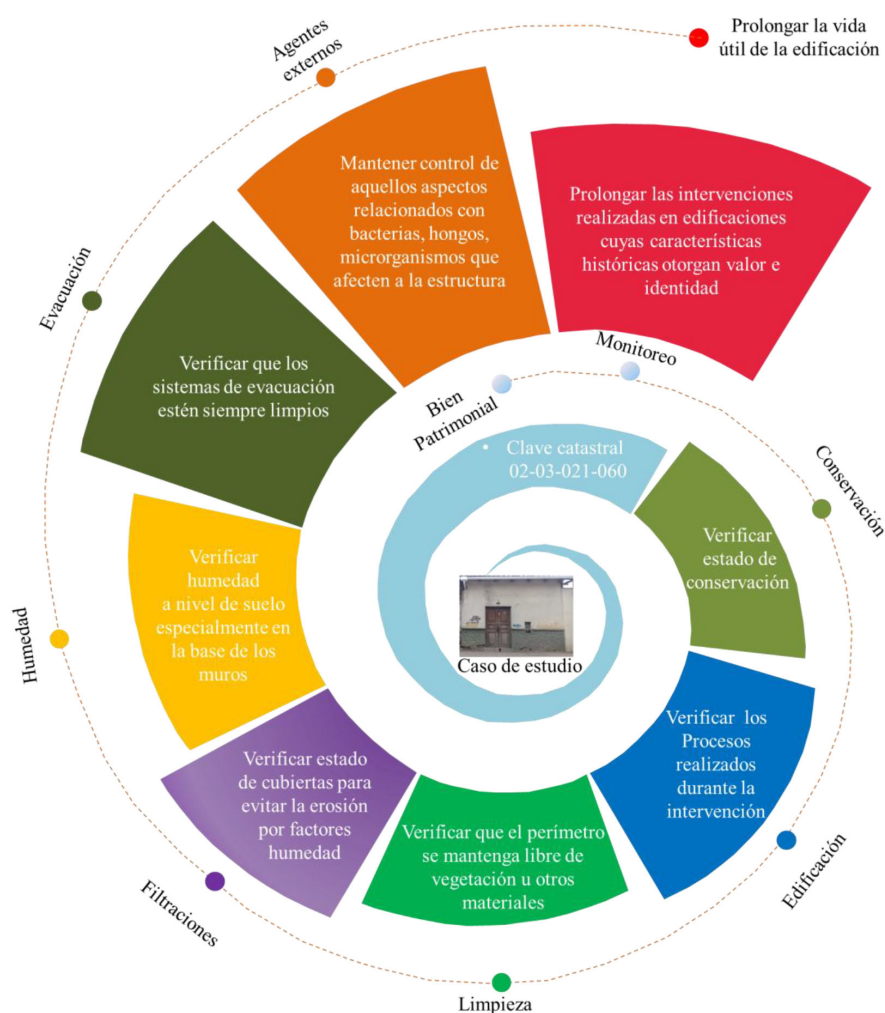 Caso de estudio
• Clave catastral
02-03-021-060
Bien
Patrimonial
Monitoreo
Conservación
Verificar
estado de
conservación
Edificación
Verificar los
Procesos
realizados
durante la
intervención
Limpieza
Verificar que el perímetro
se mantenga libre de
vegetación u otros
materiales
Filtraciones
Verificar estado
de cubiertas para
evitar la erosión
por factores
humedad
Humedad
Verificar
humedad
a nivel de suelo
especialmente en
la base de los
muros
Evacuación
Verificar que los
sistemas de evacuación
estén siempre limpios
Agentes
externos
Mantener control de
aquellos aspectos
relacionados con
bacterias, hongos,
microrganismos que
afecten a la estructura
Prolongar la vida
útil de la edificación
Prolongar las intervenciones
realizadas en edificaciones
cuyas características
históricas otorgan valor e
identidad